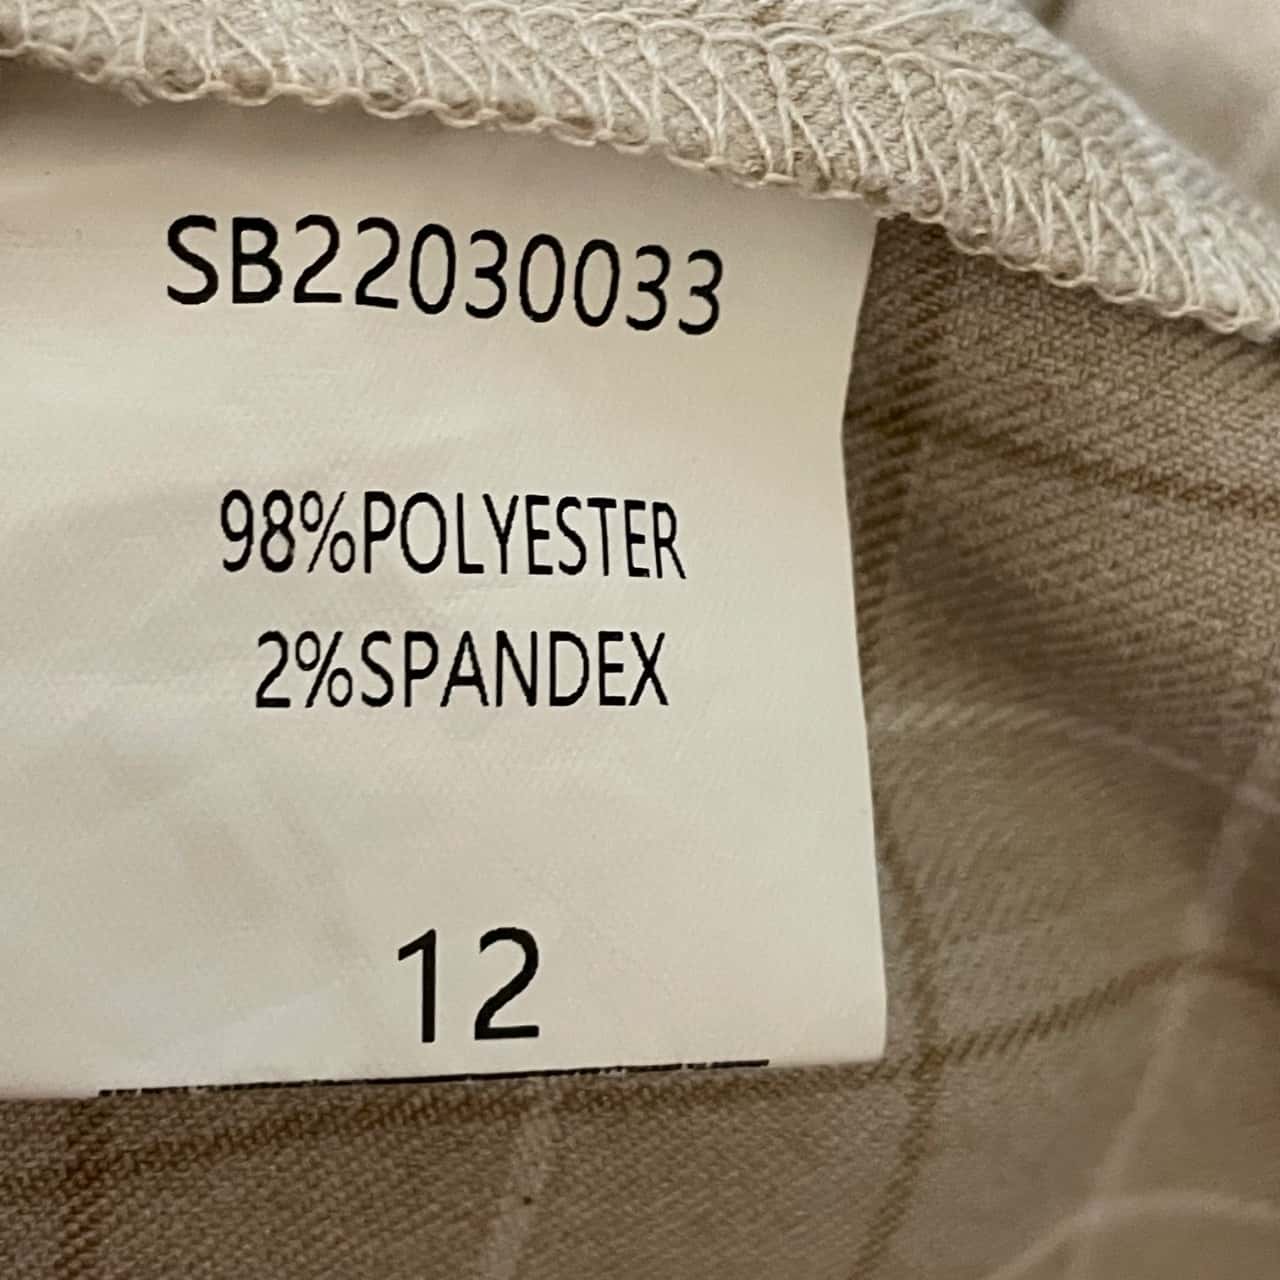 SB22030033
98%POLYESTER
2%SPANDEX
12